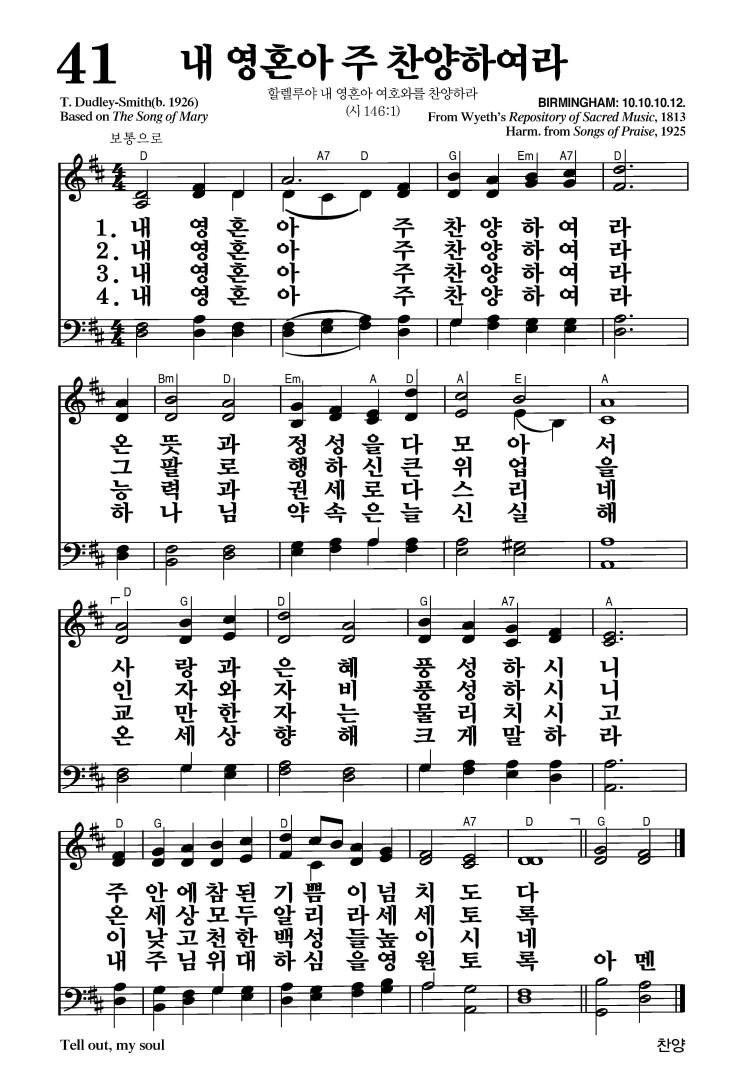 41 내 영혼아 주 찬양하여라
할렐루야 내 영혼아 여호와를 찬양하라
(시 146:1)
T. Dudley-Smith(b. 1926)
Based on The Song of Mary
BIRMINGHAM: 10.10.10.12.
From Wyeth's Repository of Sacred Music, 1813
Harm. from Songs of Praise, 1925
보통으로
D A7 D G Em A7 D
4 4
1. 내 영 혼 아 주 찬 양 하 여 라
2. 내 영 혼 아 주 찬 양 하 여 라
3. 내 영 혼 아 주 찬 양 하 여 라
4. 내 영 혼 아 주 찬 양 하 여 라
4 4
Bm D Em A D A E A
온 뜻 과 정 성 을 다 모 아 서
그 팔 로 행 하 신 큰 위 업 을
능 력 과 권 세 로 다 스 리 네
하 나 님 약 속 은 늘 신 실 해
D G D G A7 A
사 랑 과 은 혜 풍 성 하 시 니
인 자 와 자 비 풍 성 하 시 니
교 만 한 자 는 물 리 치 시 고
온 세 상 향 해 크 게 말 하 라
D G D G A7 D G D
주 안 에 참 된 기 쁨 이 넘 치 도 다
온 세 상 모 두 알 리 라 세 세 토 록
이 낮 고 천 한 백 성 들 높 이 시 네
내 주 님 위 대 하 심 을 영 원 토 록 아 멘
Tell out, my soul
찬양